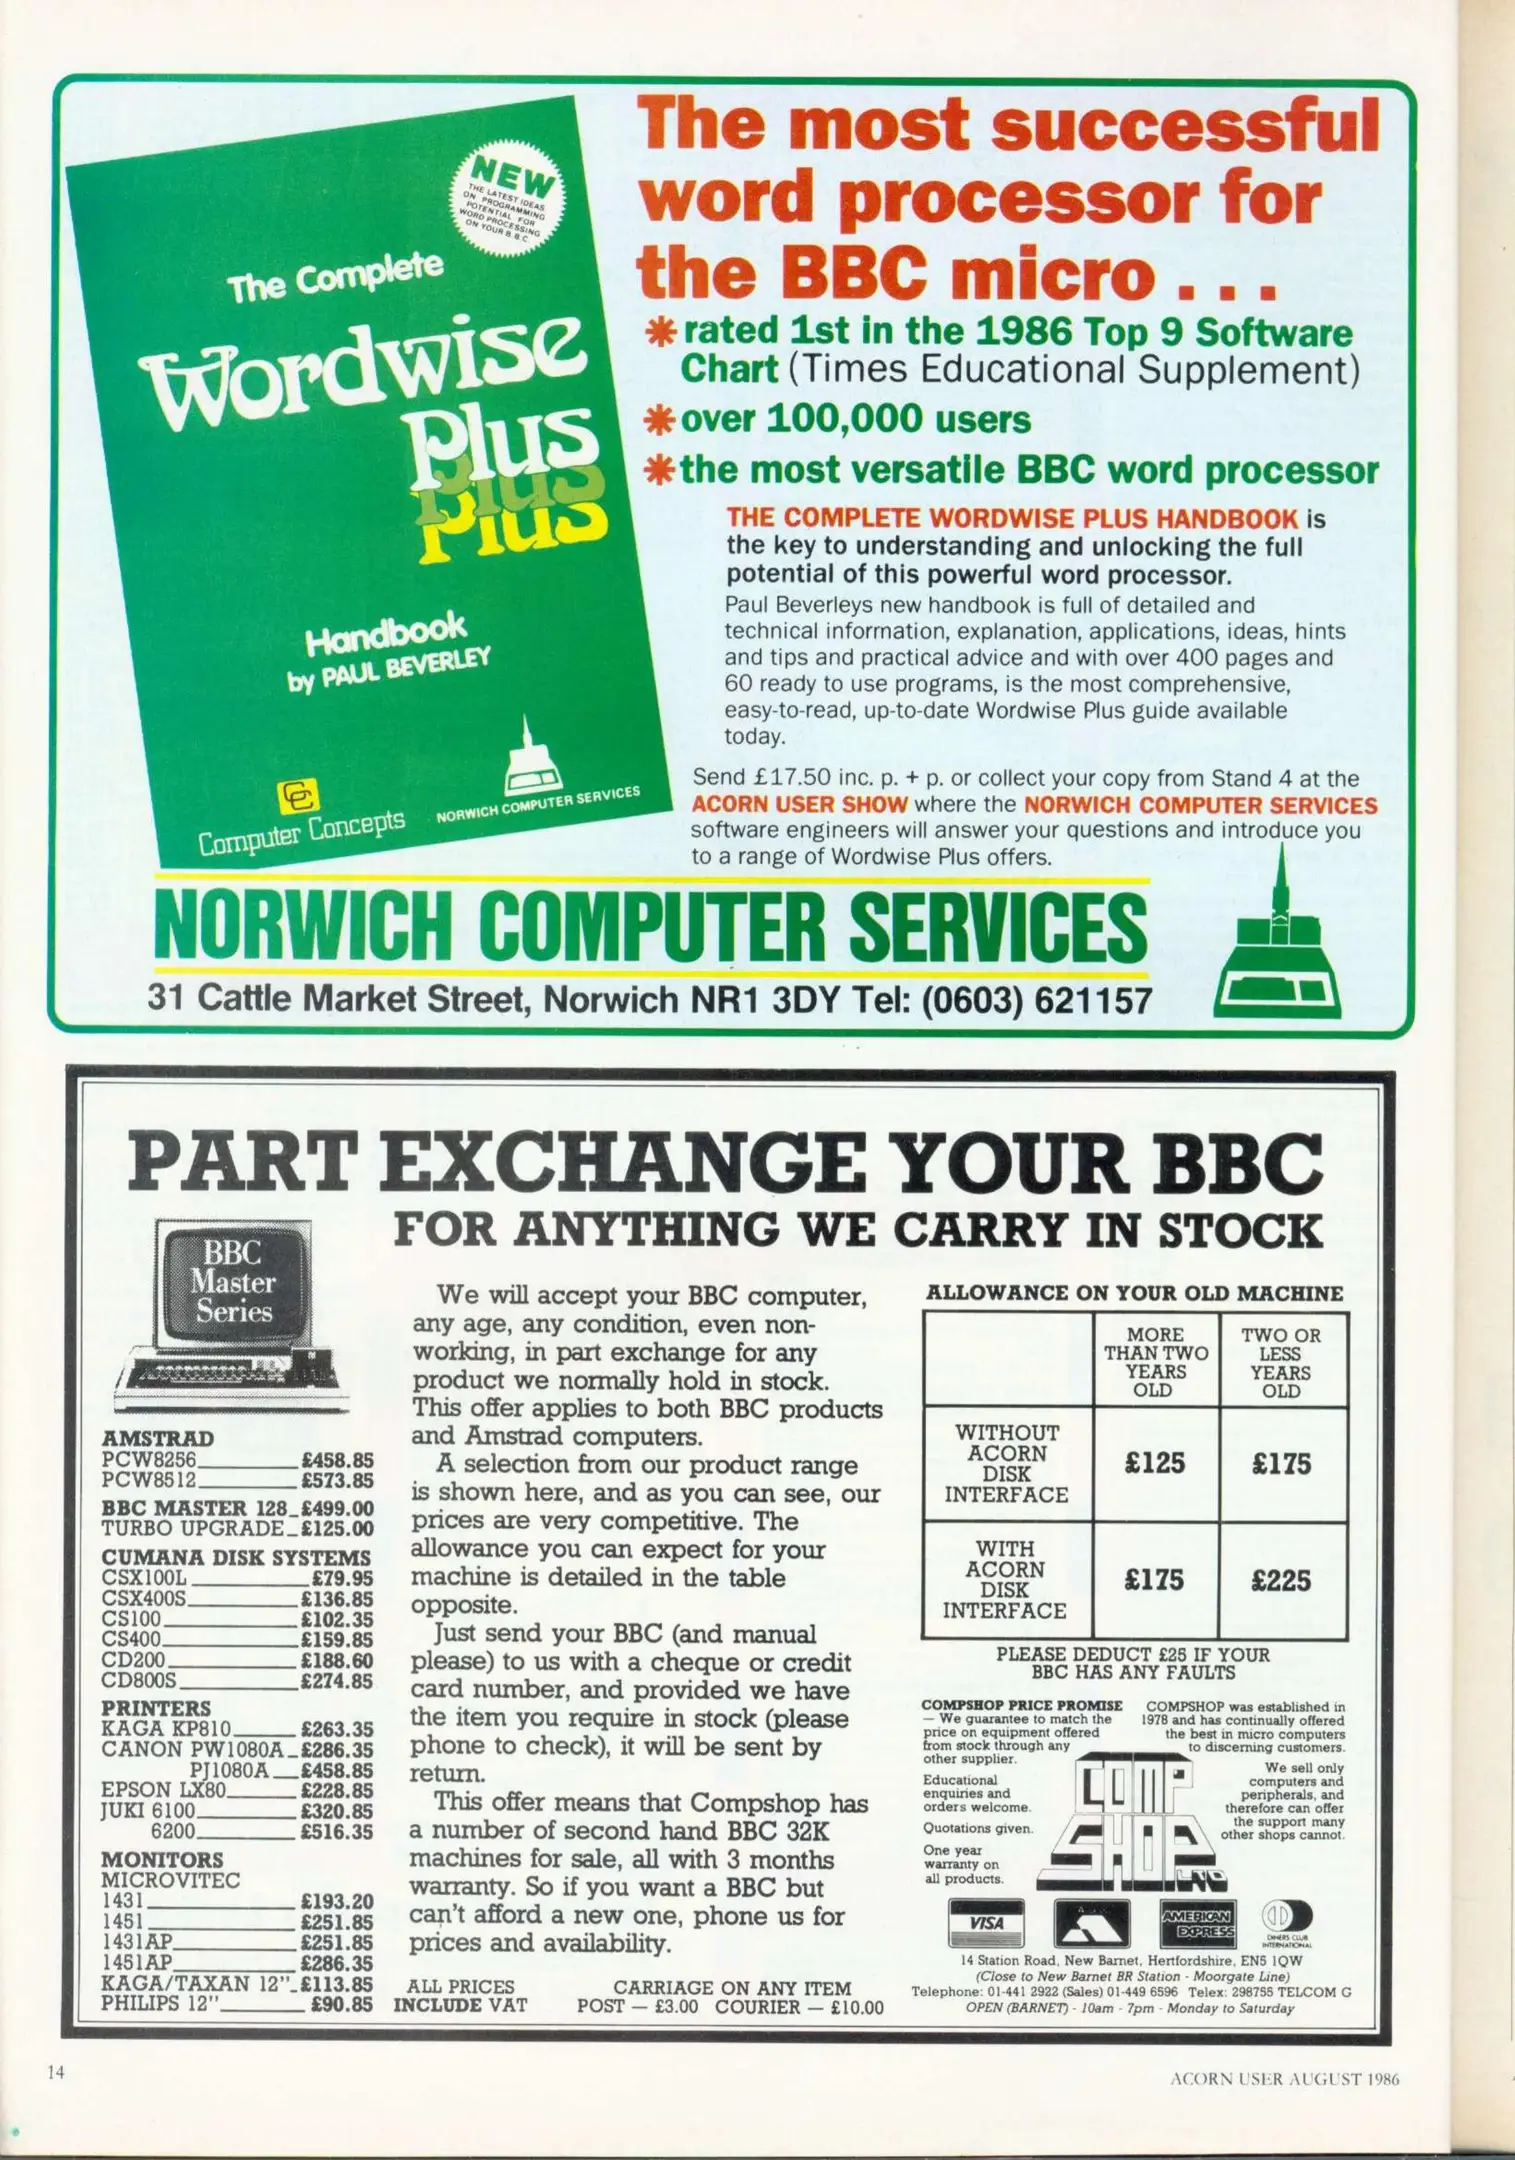 NEW
THE LATEST IDEAS
ON PROGRAMMING
POTENTIAL FOR
WORD PROCESSING
ON YOUR B.B.C.
The Complete
Wordwise
Plus
Plus
Plus
Handbook
by PAUL BEVERLEY
CC
Computer Concepts
NORWICH COMPUTER SERVICES
The most successful
word processor for
the BBC micro . . .
* rated 1st in the 1986 Top 9 Software
Chart (Times Educational Supplement)
* over 100,000 users
* the most versatile BBC word processor
THE COMPLETE WORDWISE PLUS HANDBOOK is
the key to understanding and unlocking the full
potential of this powerful word processor.
Paul Beverleys new handbook is full of detailed and
technical information, explanation, applications, ideas, hints
and tips and practical advice and with over 400 pages and
60 ready to use programs, is the most comprehensive,
easy-to-read, up-to-date Wordwise Plus guide available
today.
Send £17.50 inc. p. + p. or collect your copy from Stand 4 at the
ACORN USER SHOW where the NORWICH COMPUTER SERVICES
software engineers will answer your questions and introduce you
to a range of Wordwise Plus offers.
NORWICH COMPUTER SERVICES
31 Cattle Market Street, Norwich NR1 3DY Tel: (0603) 621157
PART EXCHANGE YOUR BBC
FOR ANYTHING WE CARRY IN STOCK
BBC
Master
Series
AMSTRAD
PCW8256 £458.85
PCW8512 £573.85
BBC MASTER 128 £499.00
TURBO UPGRADE £125.00
CUMANA DISK SYSTEMS
CSX100L £79.95
CSX400S £136.85
CS100 £102.35
CS400 £159.85
CD200 £188.60
CD800S £274.85
PRINTERS
KAGA KP810 £263.35
CANON PW1080A £286.35
PJ1080A £458.85
EPSON LX80 £228.85
JUKI 6100 £320.85
6200 £516.35
MONITORS
MICROVITEC
1431 £193.20
1451 £251.85
1431AP £251.85
1451AP £286.35
KAGA/TAXAN 12" £113.85
PHILIPS 12" £90.85
We will accept your BBC computer,
any age, any condition, even non-
working, in part exchange for any
product we normally hold in stock.
This offer applies to both BBC products
and Amstrad computers.
A selection from our product range
is shown here, and as you can see, our
prices are very competitive. The
allowance you can expect for your
machine is detailed in the table
opposite.
Just send your BBC (and manual
please) to us with a cheque or credit
card number, and provided we have
the item you require in stock (please
phone to check), it will be sent by
return.
This offer means that Compshop has
a number of second hand BBC 32K
machines for sale, all with 3 months
warranty. So if you want a BBC but
can't afford a new one, phone us for
prices and availability.
ALL PRICES
INCLUDE VAT
CARRIAGE ON ANY ITEM
POST — £3.00 COURIER — £10.00
ALLOWANCE ON YOUR OLD MACHINE
MORE
THAN TWO
YEARS
OLD
TWO OR
LESS
YEARS
OLD
WITHOUT
ACORN
DISK
INTERFACE
£125
£175
WITH
ACORN
DISK
INTERFACE
£175
£225
PLEASE DEDUCT £25 IF YOUR
BBC HAS ANY FAULTS
COMPSHOP PRICE PROMISE
— We guarantee to match the
price on equipment offered
from stock through any
other supplier.
Educational
enquiries and
orders welcome.
Quotations given.
One year
warranty on
all products.
COMPSHOP was established in
1978 and has continually offered
the best in micro computers
to discerning customers.
We sell only
computers and
peripherals, and
therefore can offer
the support many
other shops cannot.
COMP
SHOP
LTD
VISA
AMERICAN
EXPRESS
DINERS CLUB
INTERNATIONAL
14 Station Road, New Barnet, Hertfordshire, EN5 1QW
(Close to New Barnet BR Station - Moorgate Line)
Telephone: 01-441 2922 (Sales) 01-449 6596 Telex: 298755 TELCOM G
OPEN (BARNET) - 10am - 7pm - Monday to Saturday
14
ACORN USER AUGUST 1986